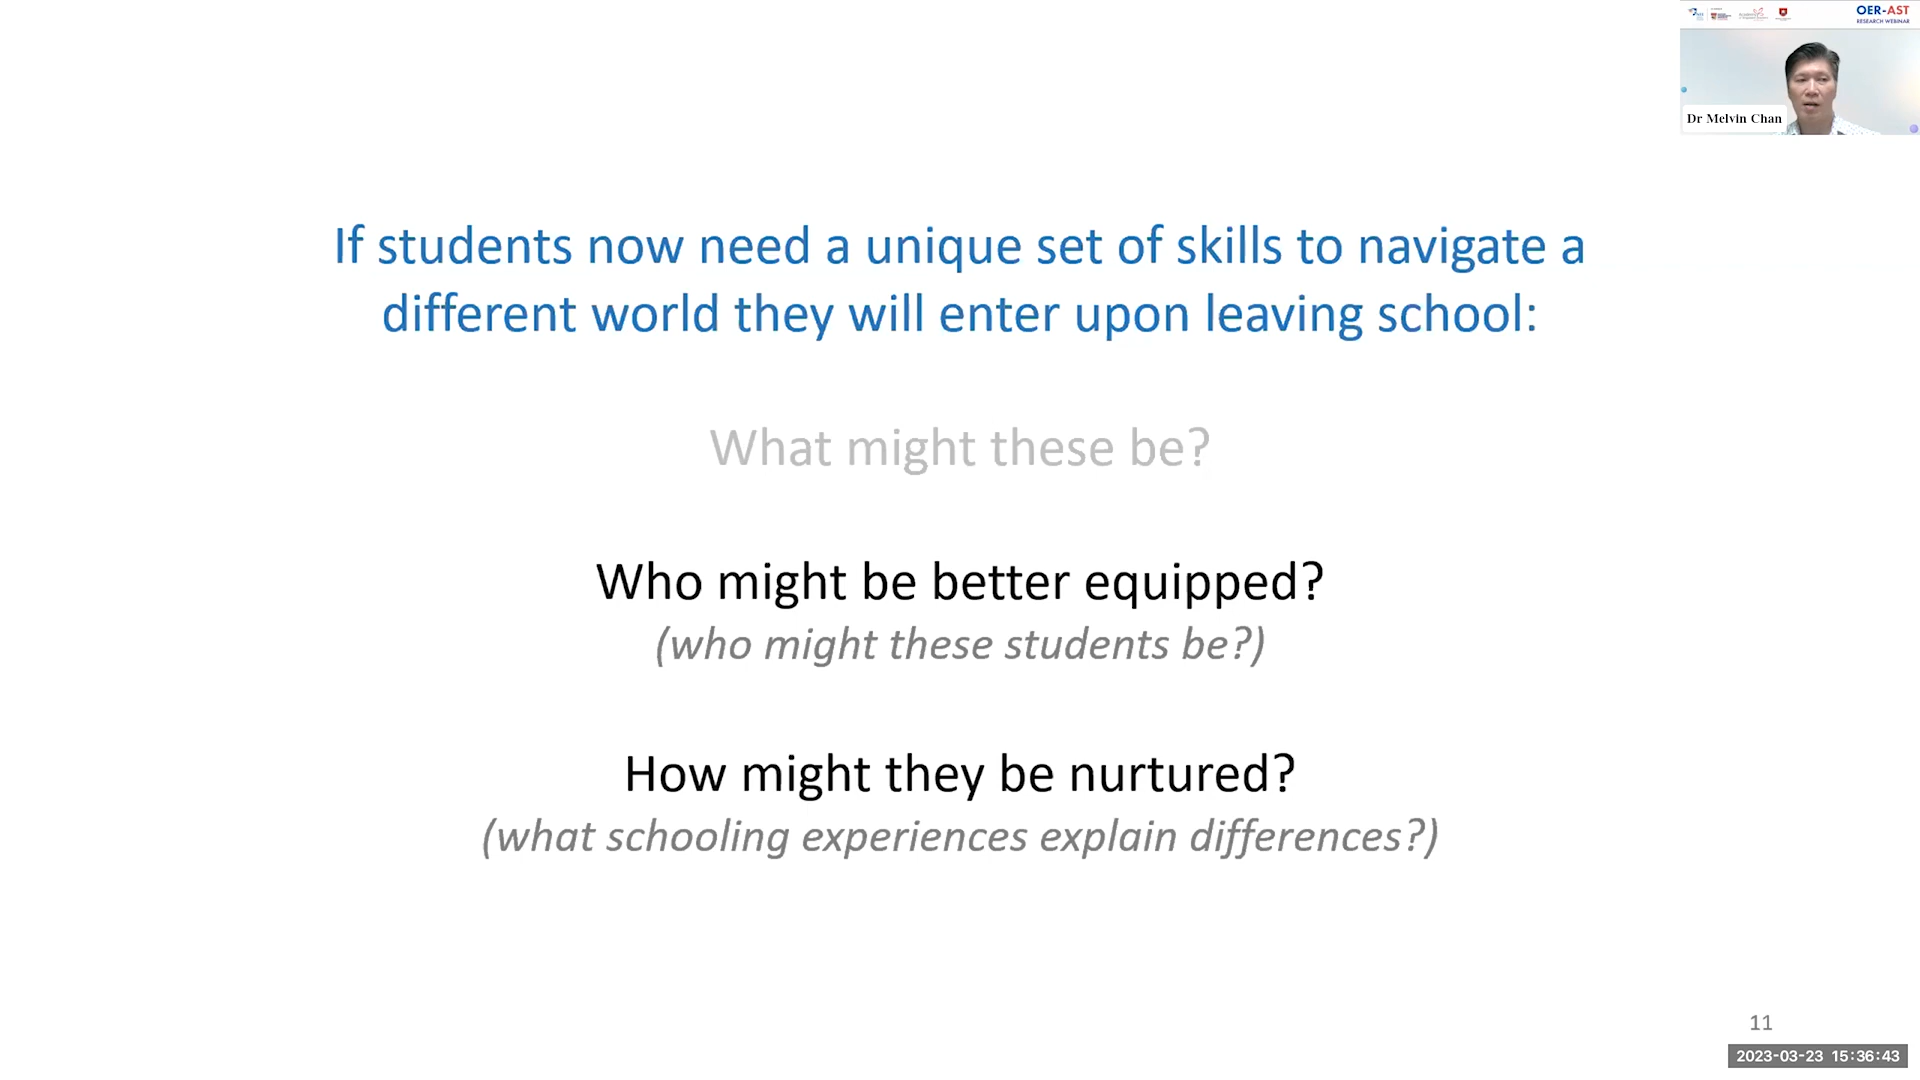 OER-AST
RESEARCH WEBINAR
Dr Melvin Chan
If students now need a unique set of skills to navigate a
different world they will enter upon leaving school:
What might these be?
Who might be better equipped?
(who might these students be?)
How might they be nurtured?
(what schooling experiences explain differences?)
11
2023-03-23 15:36:43